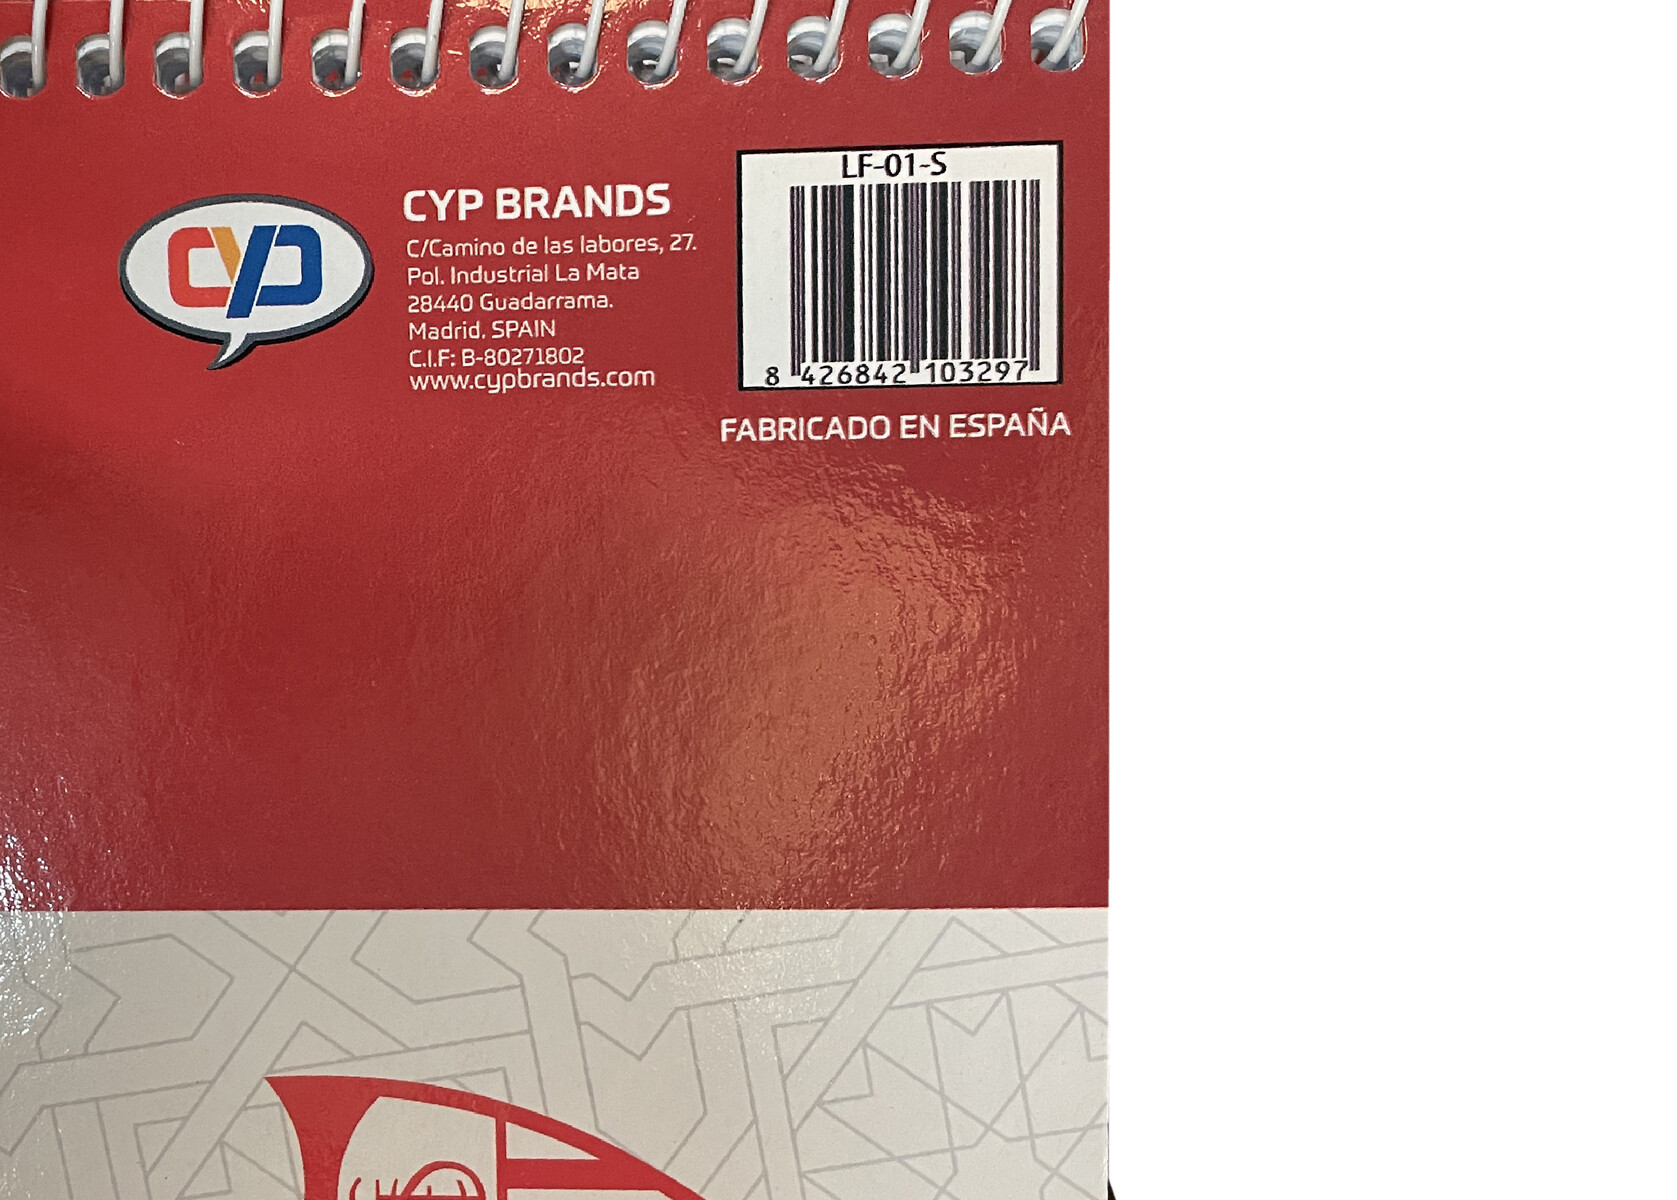 CYP
CYP BRANDS
C/Camino de las labores, 27.
Pol. Industrial La Mata
28440 Guadarrama.
Madrid. SPAIN
C.I.F: B-80271802
www.cypbrands.com
LF-01-S
8 426842 103297
FABRICADO EN ESPAÑA